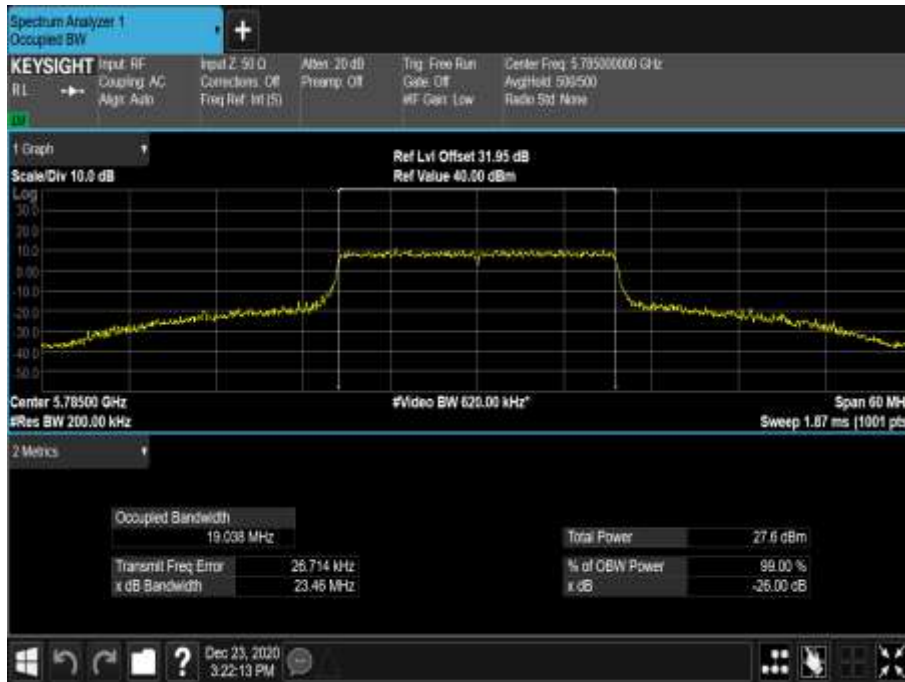 Spectrum Analyzer 1
Occupied BW
+
KEYSIGHT
Input: RF
Input Z: 50 Ω
Atten: 20 dB
Trig: Free Run
Center Freq: 5.785000000 GHz
RL
Coupling: AC
Corrections: Off
Preamp: Off
Gate: Off
Avg|Hold: 500/500
Align: Auto
Freq Ref: Int (S)
#IF Gain: Low
Radio Std: None
1 Graph
Ref Lvl Offset 31.95 dB
Scale/Div 10.0 dB
Ref Value 40.00 dBm
Log
30.0
20.0
10.0
0.00
-10.0
-20.0
-30.0
-40.0
-50.0
Center 5.78500 GHz
#Video BW 620.00 kHz*
Span 60 MH
#Res BW 200.00 kHz
Sweep 1.87 ms (1001 pts
2 Metrics
Occupied Bandwidth
19.038 MHz
Total Power 27.6 dBm
Transmit Freq Error 26.714 kHz
% of OBW Power 99.00 %
x dB Bandwidth 23.46 MHz
x dB -26.00 dB
?
Dec 23, 2020
3:22:13 PM